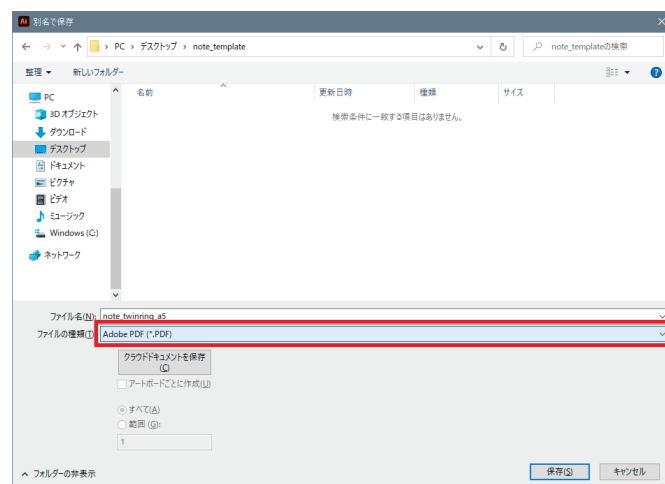 Ai 別名で保存
PC › デスクトップ › note_template
note_templateの検索
整理 新しいフォルダー
名前 更新日時 種類 サイズ
検索条件に一致する項目はありません。
PC
3D オブジェクト
ダウンロード
デスクトップ
ドキュメント
ピクチャ
ビデオ
ミュージック
Windows (C:)
ネットワーク
ファイル名(N): note_twinring_a5
ファイルの種類(T): Adobe PDF (*.PDF)
クラウドドキュメントを保存
(C)
アートボードごとに作成(U)
すべて(A)
範囲 (G):
1
フォルダーの非表示
保存(S) キャンセル